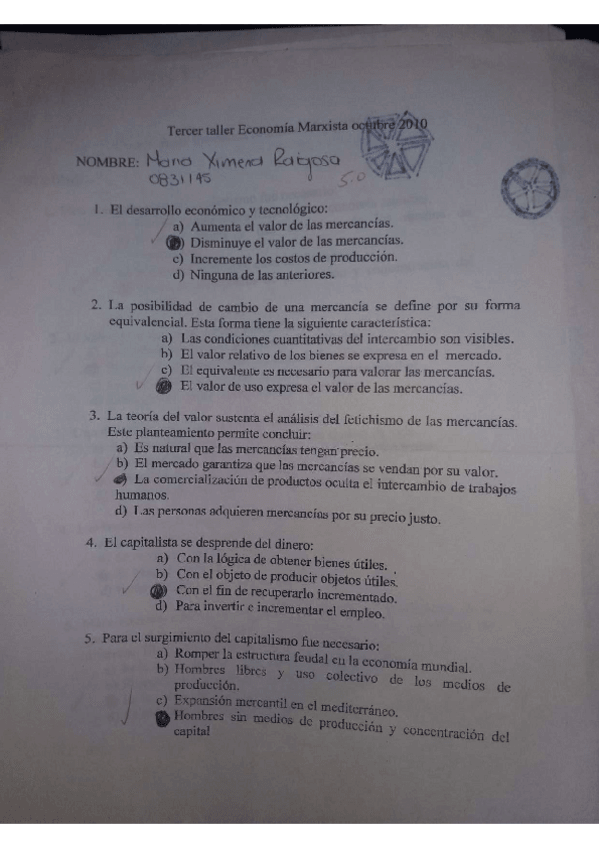 Tercer taller Economía Marxista octubre 2010
NOMBRE: Maria Ximena Raigosa
0831195
5.0
1. El desarrollo económico y tecnológico:
a) Aumenta el valor de las mercancías.
b) Disminuye el valor de las mercancías.
c) Incremente los costos de producción.
d) Ninguna de las anteriores.
2. La posibilidad de cambio de una mercancía se define por su forma
equivalencial. Esta forma tiene la siguiente característica:
a) Las condiciones cuantitativas del intercambio son visibles.
b) El valor relativo de los bienes se expresa en el mercado.
c) El equivalente es necesario para valorar las mercancías.
El valor de uso expresa el valor de las mercancías.
3. La teoría del valor sustenta el análisis del fetichismo de las mercancías.
Este planteamiento permite concluir:
a) Es natural que las mercancías tengan precio.
b) El mercado garantiza que las mercancías se vendan por su valor.
La comercialización de productos oculta el intercambio de trabajos
humanos.
d) Las personas adquieren mercancías por su precio justo.
4. El capitalista se desprende del dinero:
a) Con la lógica de obtener bienes útiles.
b) Con el objeto de producir objetos útiles.
Con el fin de recuperarlo incrementado.
d) Para invertir e incrementar el empleo.
5. Para el surgimiento del capitalismo fue necesario:
a) Romper la estructura feudal en la economía mundial.
b) Hombres libres y uso colectivo de los medios de
producción.
c) Expansión mercantil en el mediterráneo.
Hombres sin medios de producción y concentración del
capital